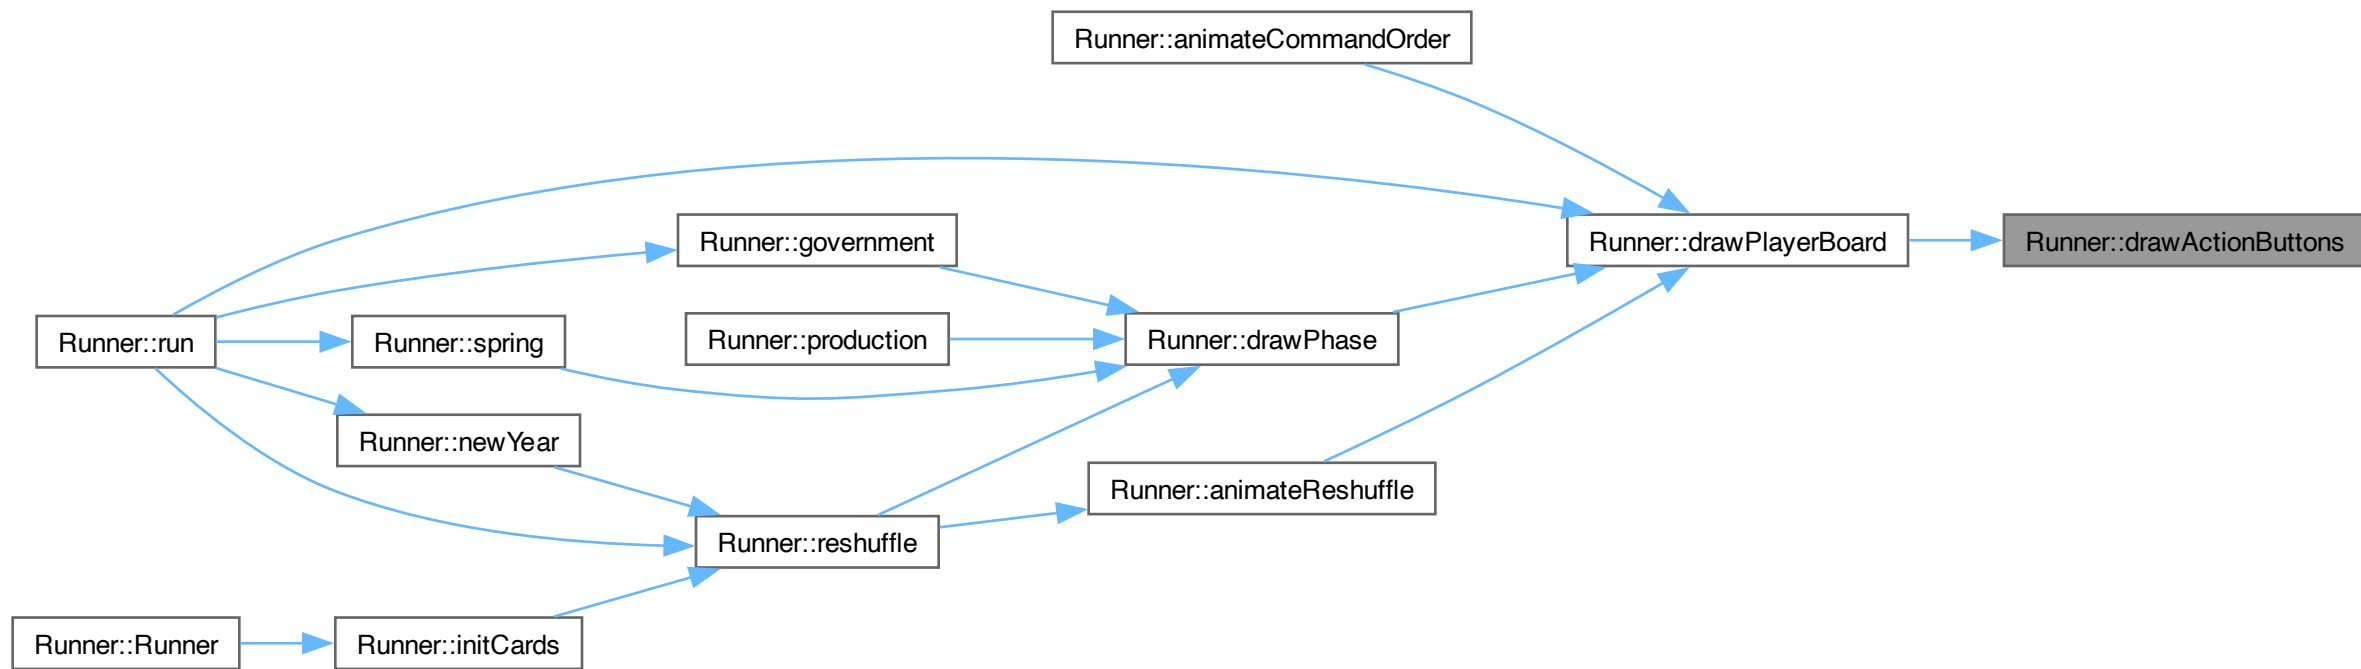 Runner::animateCommandOrder
Runner::government
Runner::drawPlayerBoard
Runner::drawActionButtons
Runner::run
Runner::spring
Runner::production
Runner::drawPhase
Runner::newYear
Runner::animateReshuffle
Runner::reshuffle
Runner::Runner
Runner::initCards